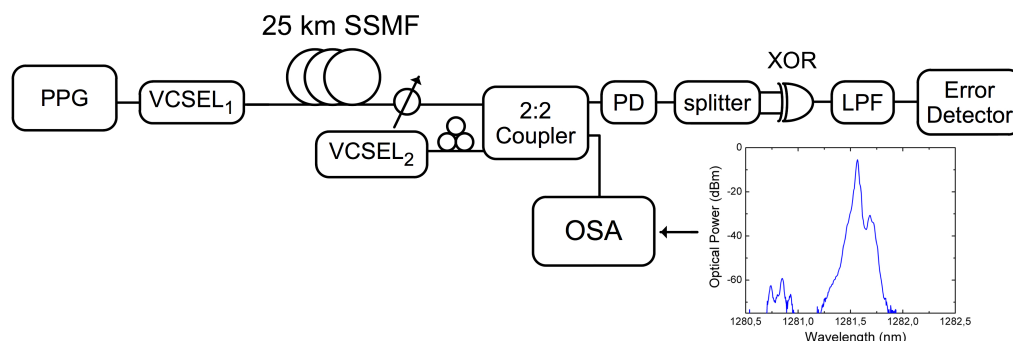 25 km SSMF
XOR
PPG
VCSEL1
2:2
Coupler
PD
splitter
LPF
Error
Detector
VCSEL2
OSA
Optical Power (dBm)
0
-20
-40
-60
1280,5
1281,0
1281,5
1282,0
1282,5
Wavelength (nm)